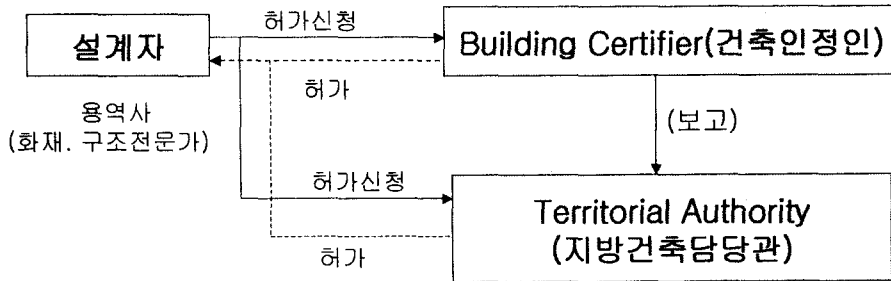 허가신청
설계자
Building Certifier(건축인정인)
허가
용역사
(화재. 구조전문가)
(보고)
허가신청
Territorial Authority
(지방건축담당관)
허가